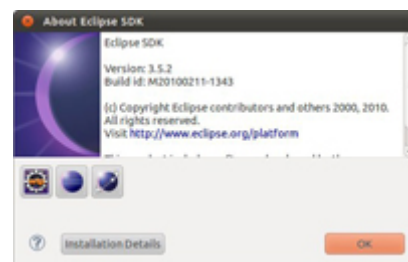 About Eclipse SDK
Eclipse SDK
Version: 3.5.2
Build id: M20100211-1343
(c) Copyright Eclipse contributors and others 2000, 2010.
All rights reserved.
Visit http://www.eclipse.org/platform
Installation Details
OK